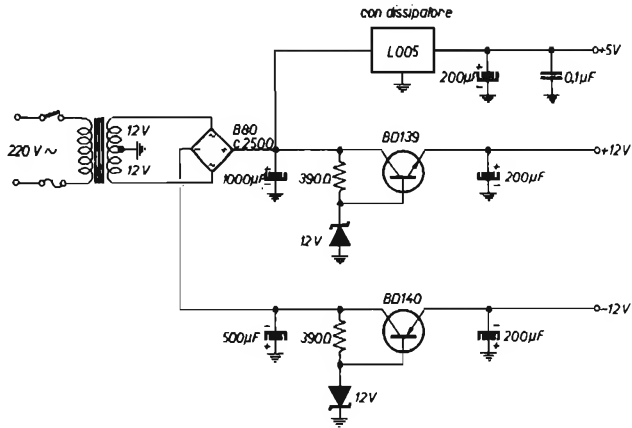 con dissipatore
L005
+5V
200µF
0,1µF
12V
12V
220V~
B80
c2500
BD139
+12V
1000µF
390Ω
200µF
12V
BD140
-12V
500µF
390Ω
200µF
12V